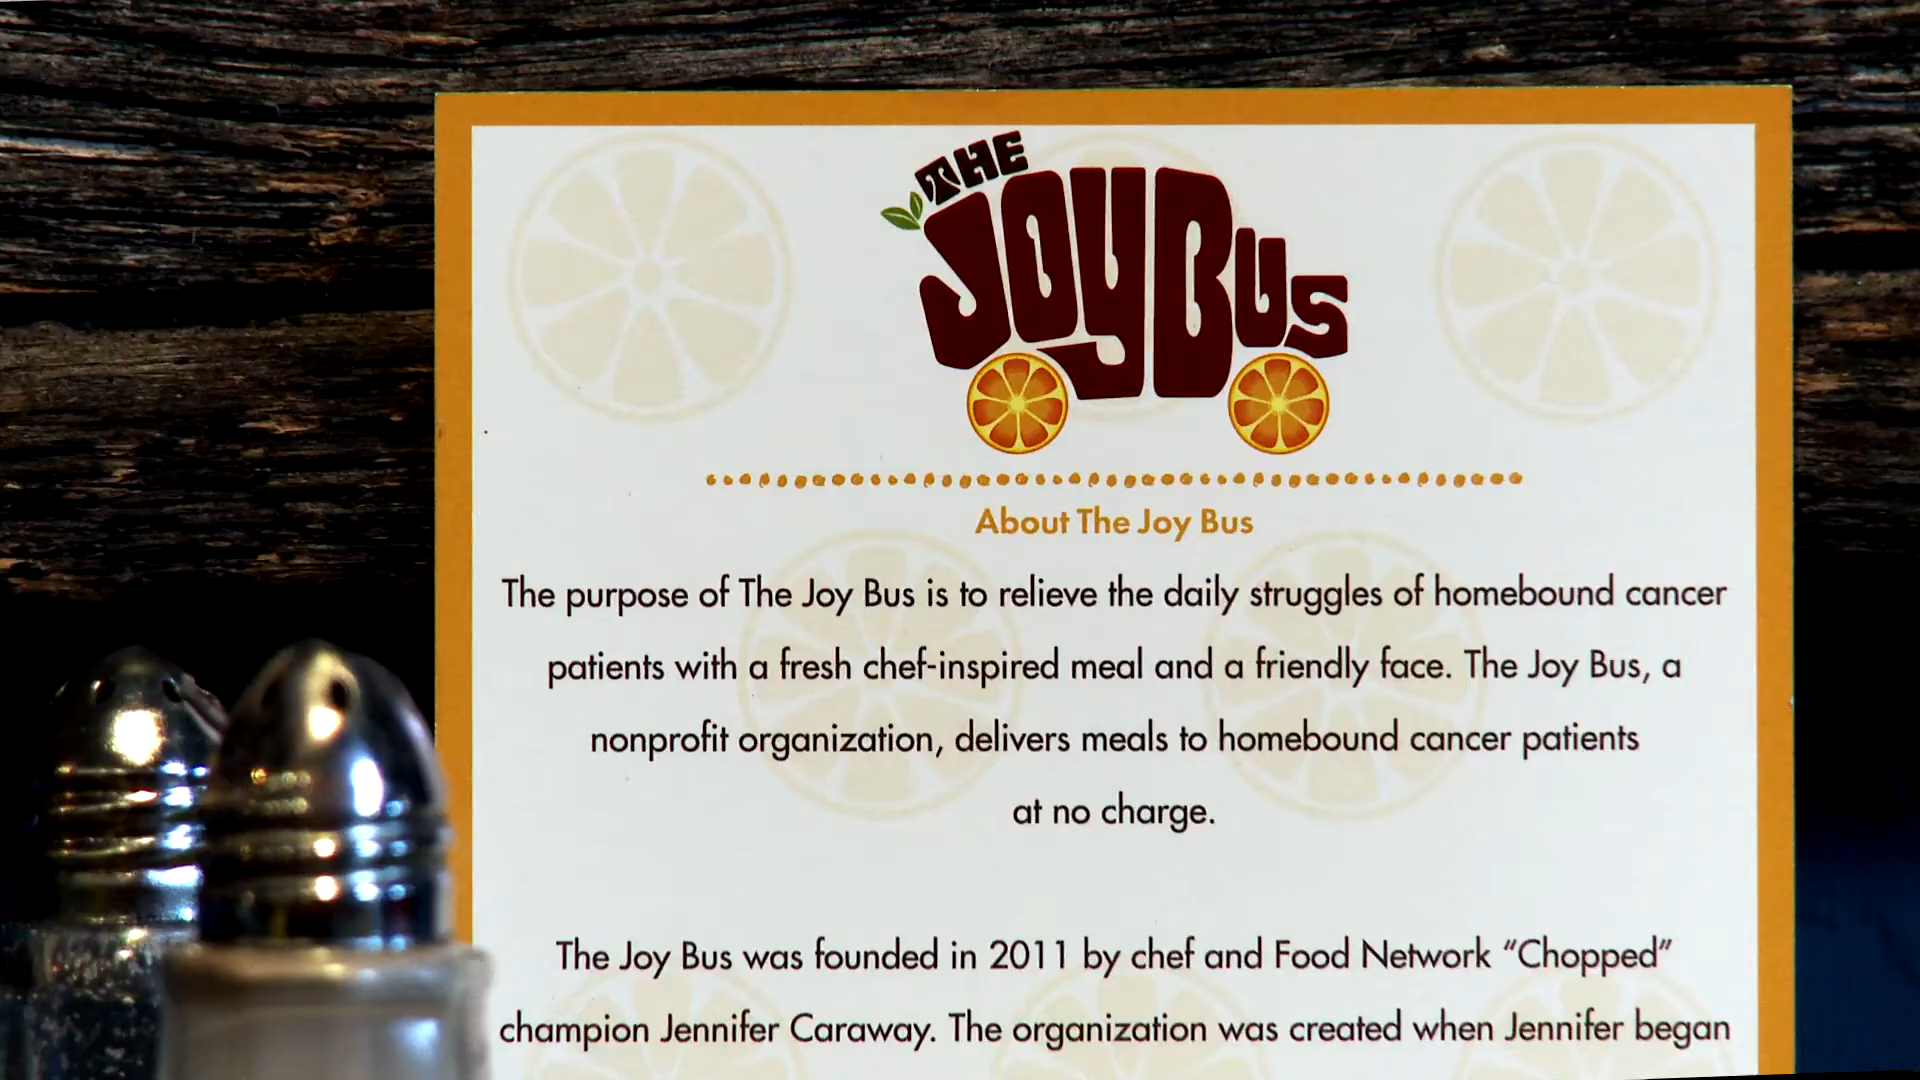 THE
JOYBUS
About The Joy Bus
The purpose of The Joy Bus is to relieve the daily struggles of homebound cancer
patients with a fresh chef-inspired meal and a friendly face. The Joy Bus, a
nonprofit organization, delivers meals to homebound cancer patients
at no charge.
The Joy Bus was founded in 2011 by chef and Food Network “Chopped”
champion Jennifer Caraway. The organization was created when Jennifer began